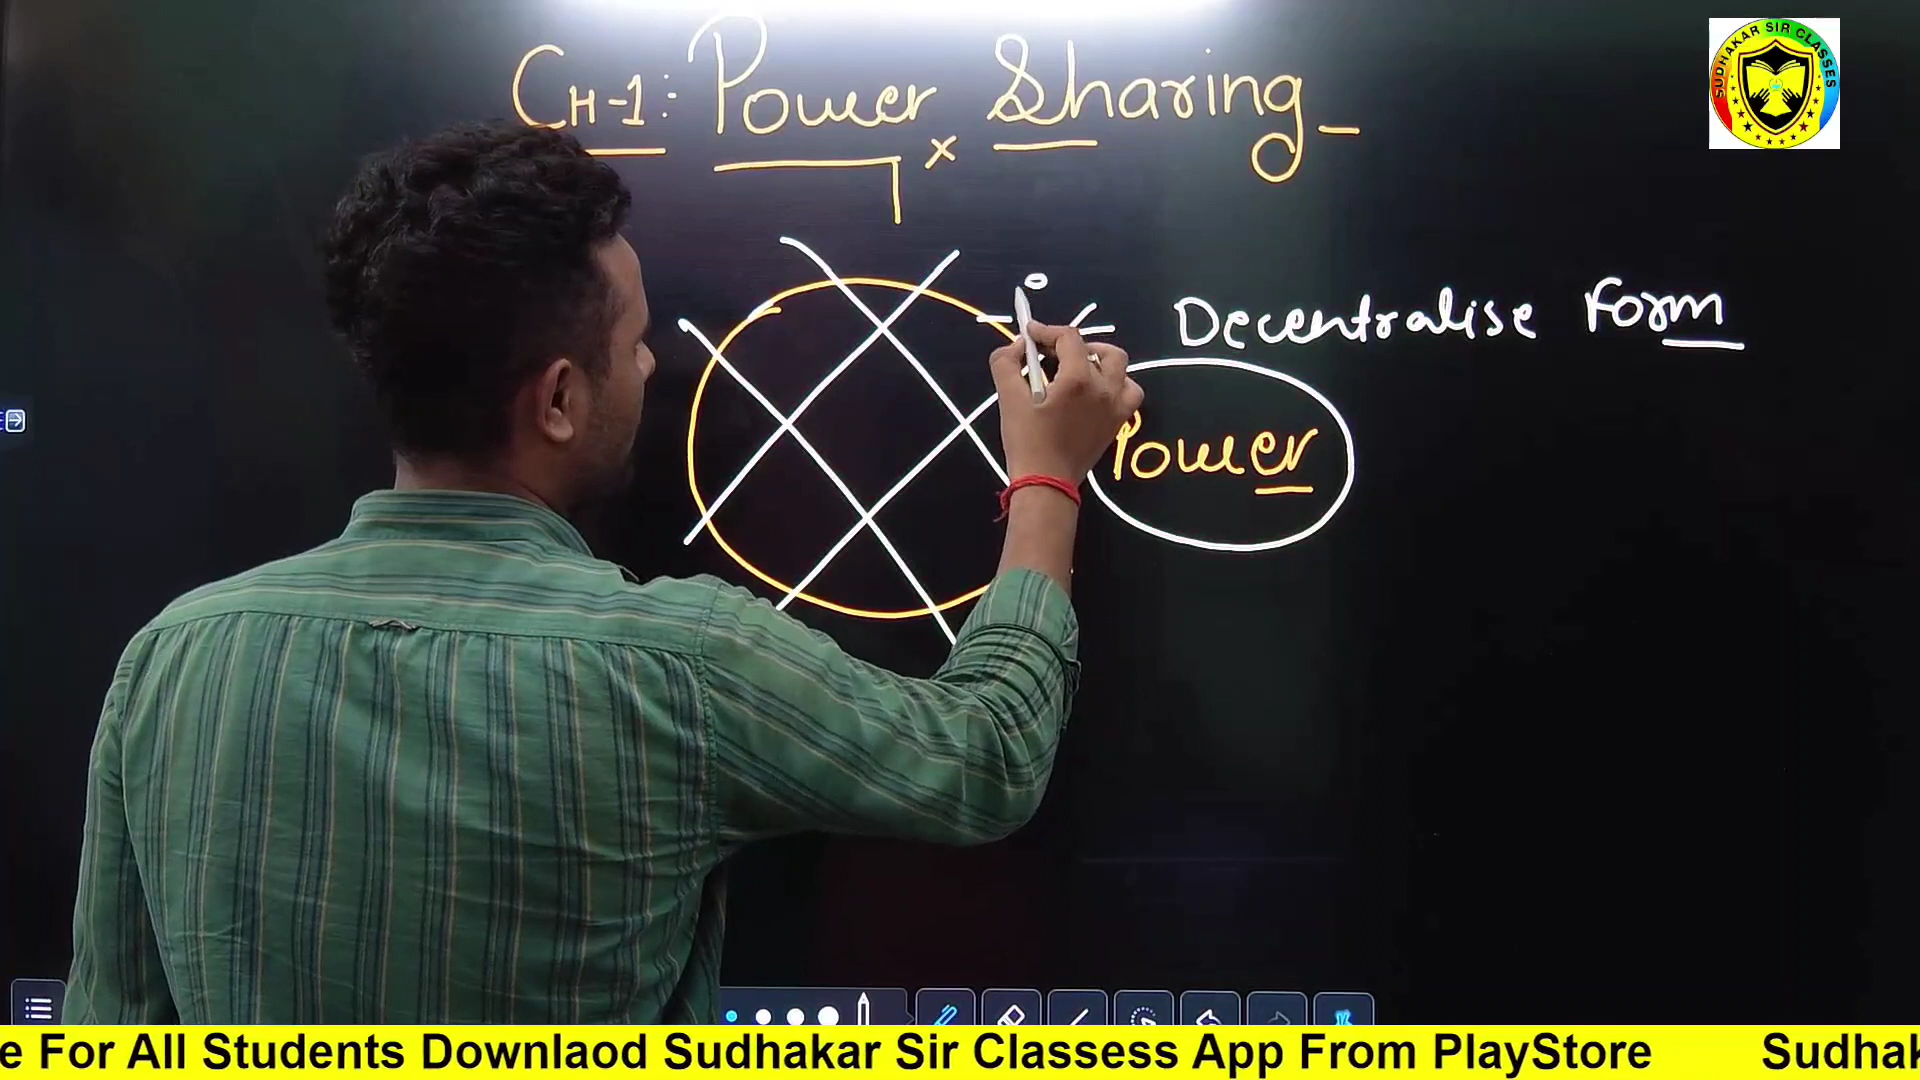 CH-1: Power Sharing
SUDHAKAR SIR CLASSES
Decentralise Form
Power
e For All Students Downlaod Sudhakar Sir Classess App From PlayStore Sudhak